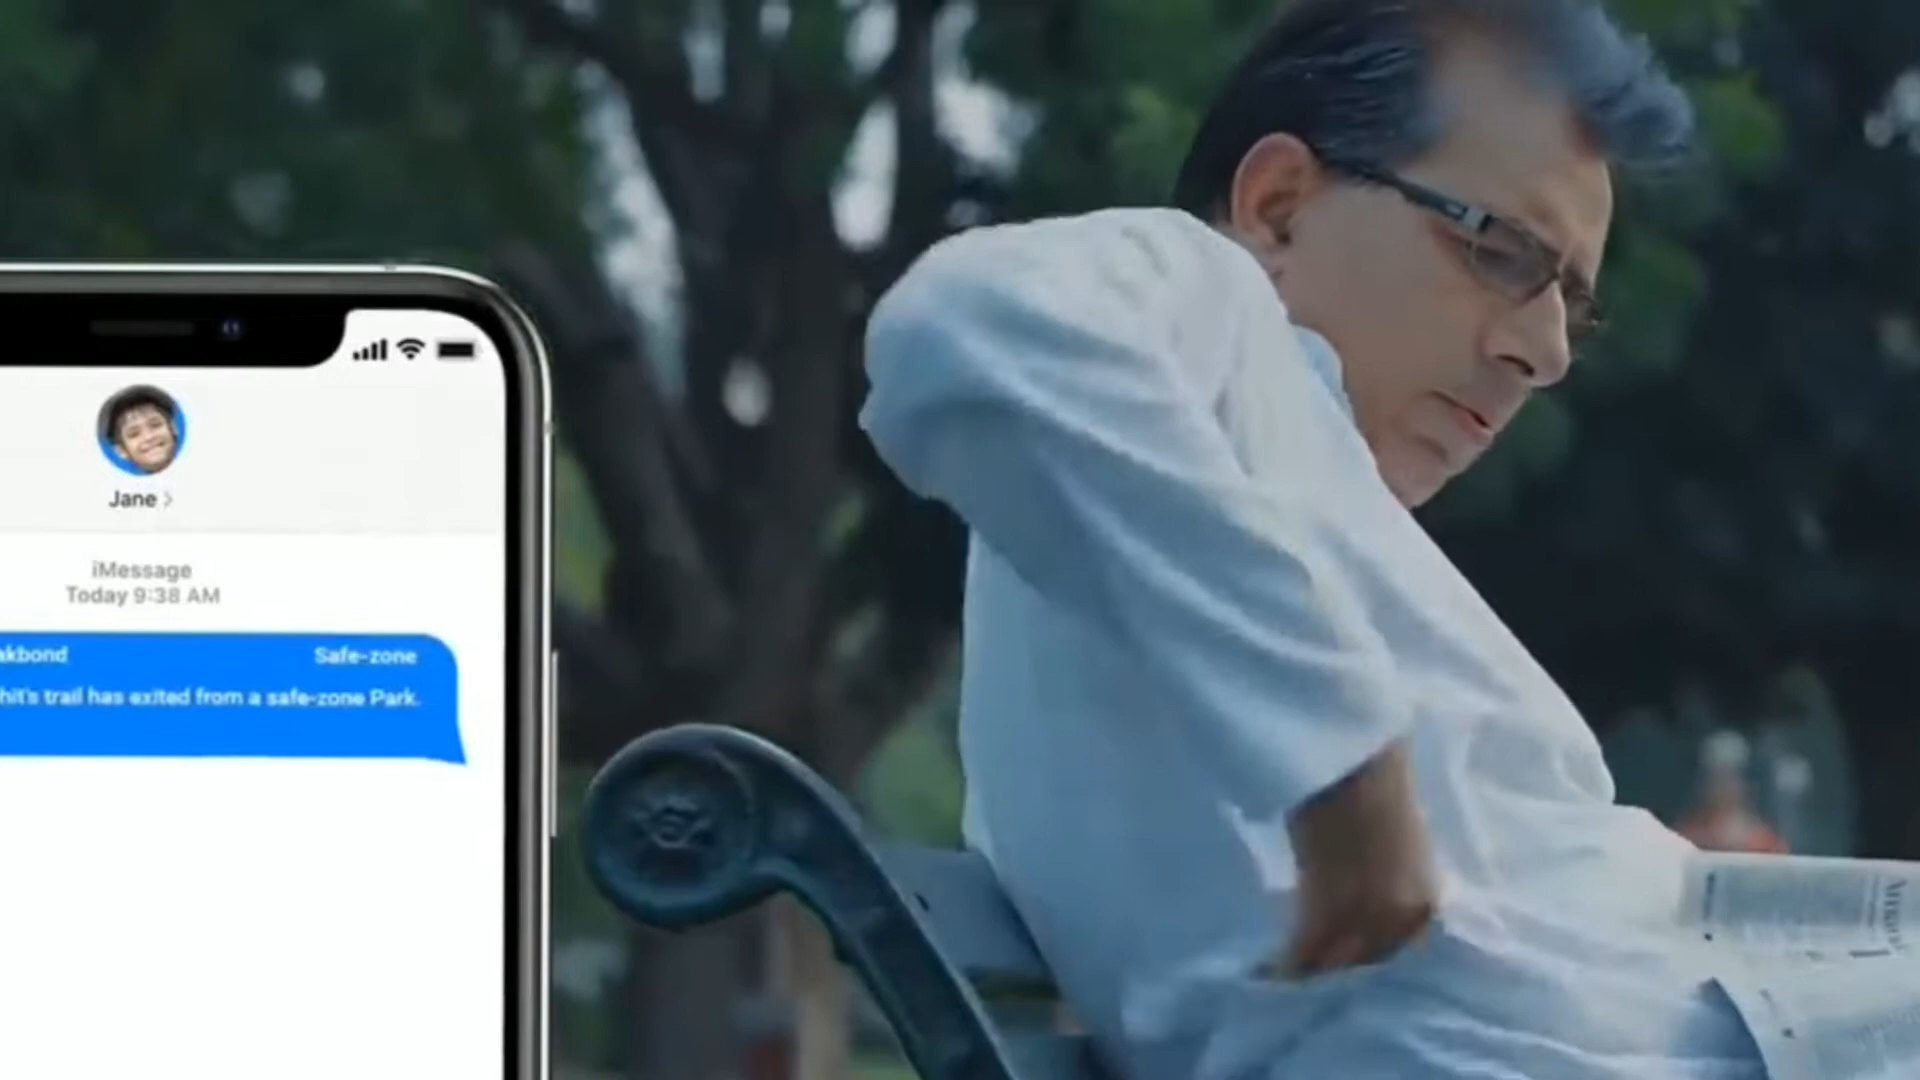 Jane
iMessage
Today 9:38 AM
akbond Safe-zone
hit's trail has exited from a safe-zone Park.